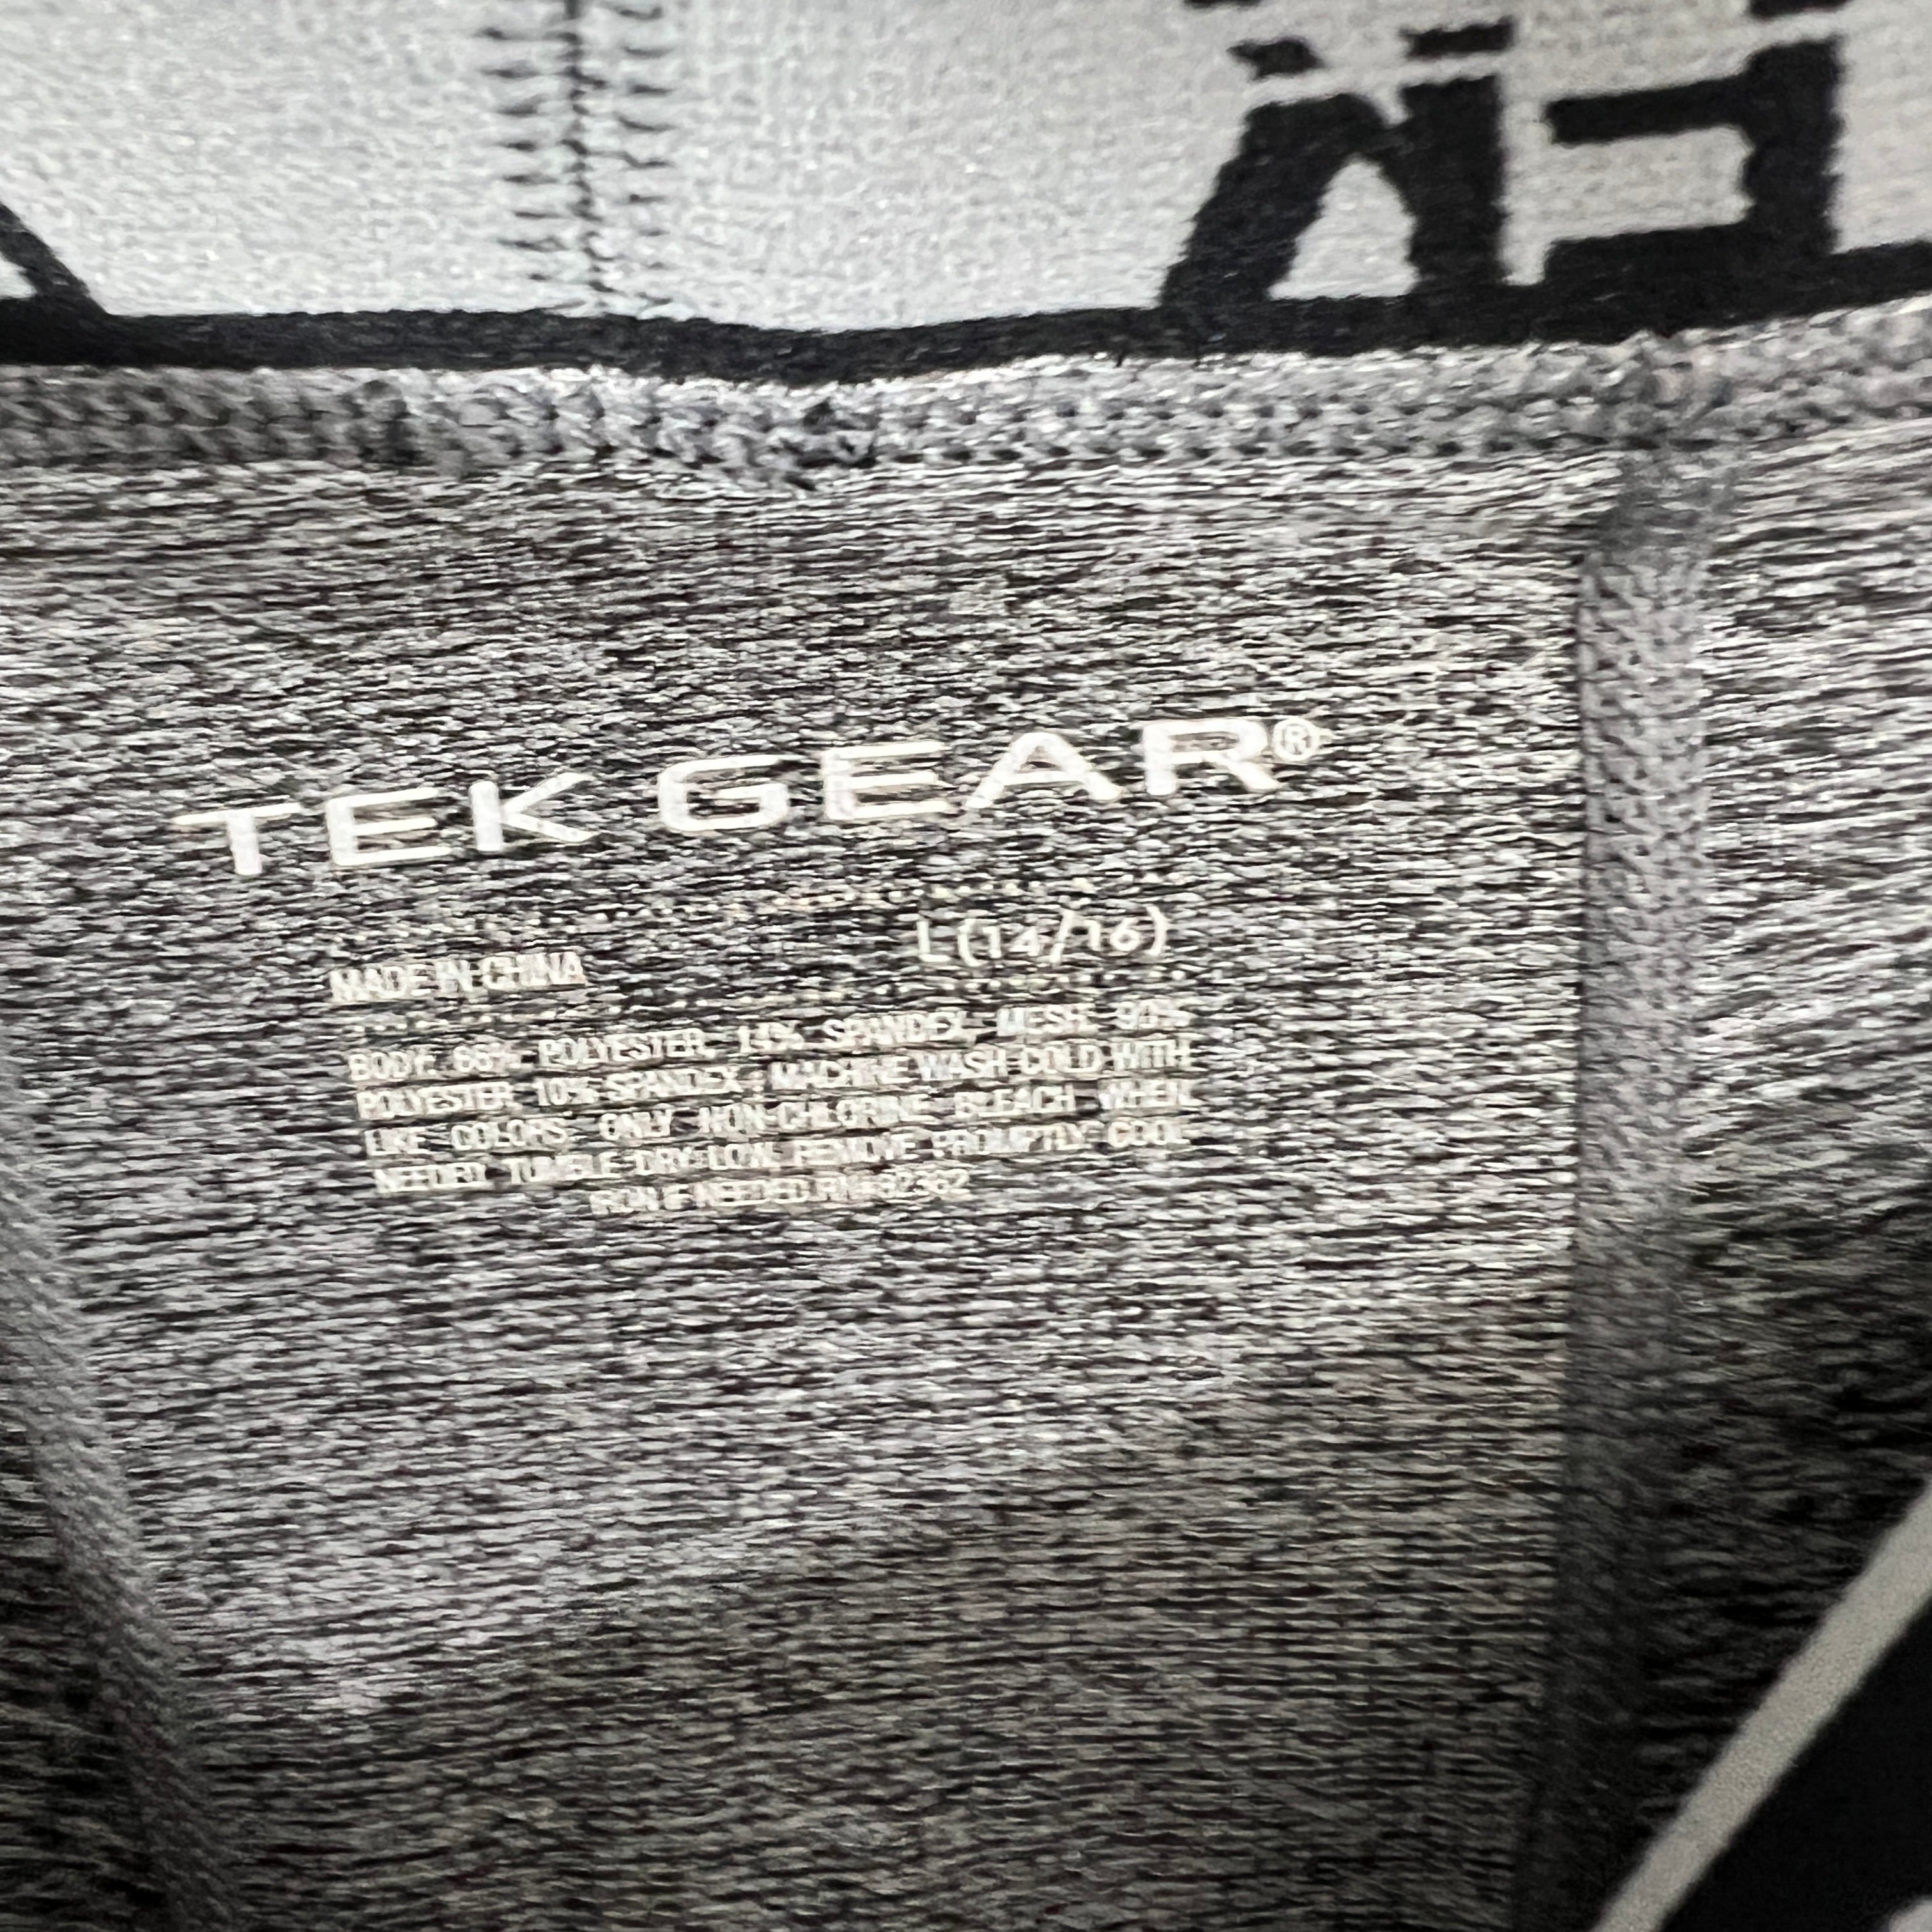 TEK GEAR®
L(14/16)
MADE IN CHINA
BODY: 86% POLYESTER, 14% SPANDEX, MESH: 90%
POLYESTER, 10% SPANDEX. MACHINE WASH COLD WITH
LIKE COLORS. ONLY NON-CHLORINE BLEACH WHEN
NEEDED. TUMBLE DRY LOW. REMOVE PROMPTLY. COOL
IRON IF NEEDED.RN#